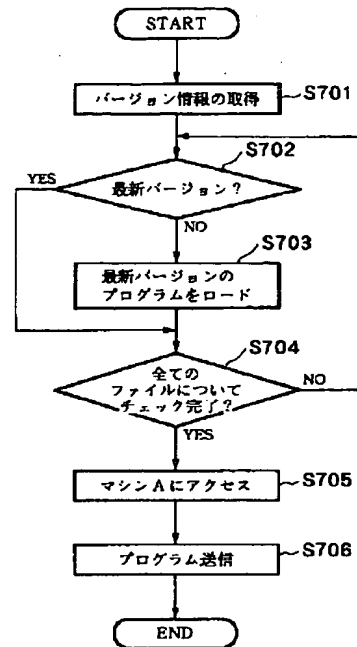 START
バージョン情報の取得
S701
S702
YES
最新バージョン?
NO
S703
最新バージョンの
プログラムをロード
S704
全ての
ファイルについて
チェック完了?
NO
YES
マシンAにアクセス
S705
プログラム送信
S706
END